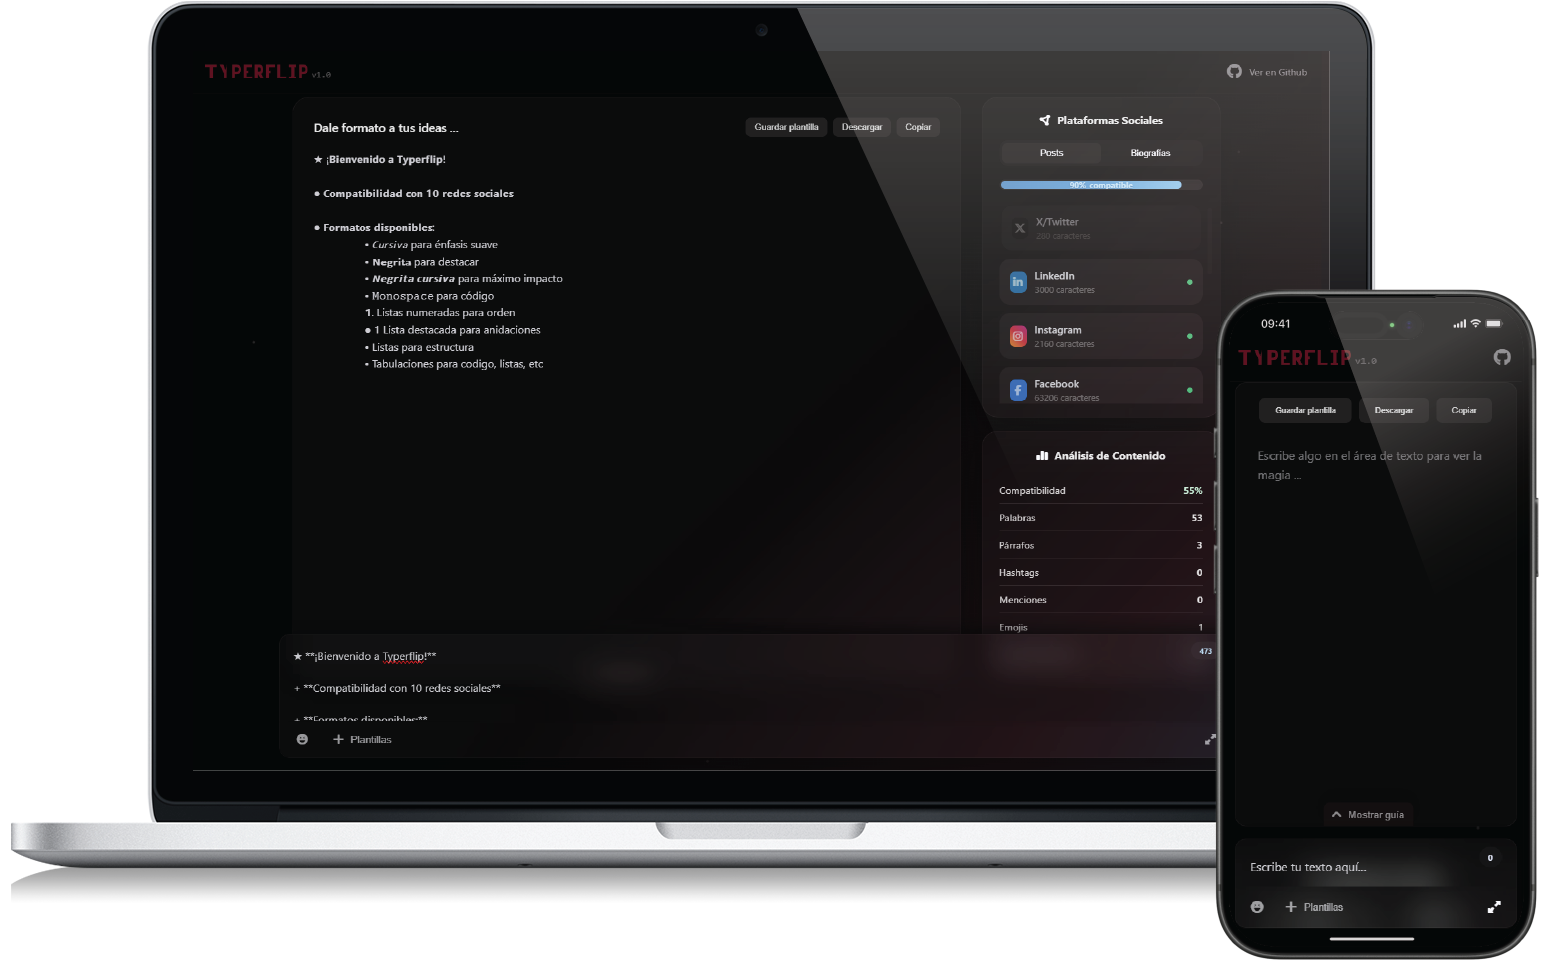 TYPERFLIP v1.0
Ver en Github
Dale formato a tus ideas ...
Guardar plantilla
Descargar
Copiar
★ ¡Bienvenido a Typerflip!
● Compatibilidad con 10 redes sociales
● Formatos disponibles:
▪ Cursiva para énfasis suave
▪ Negrita para destacar
▪ Negrita cursiva para máximo impacto
▪ Monospace para código
1. Listas numeradas para orden
● 1 Lista destacada para anidaciones
▪ Listas para estructura
▪ Tabulaciones para codigo, listas, etc
Plataformas Sociales
Posts
Biografías
90% compatible
X/Twitter
280 caracteres
LinkedIn
3000 caracteres
Instagram
2160 caracteres
Facebook
63206 caracteres
Análisis de Contenido
Compatibilidad 55%
Palabras 53
Párrafos 3
Hashtags 0
Menciones 0
Emojis 1
★ **¡Bienvenido a Typerflip!**
473
+ **Compatibilidad con 10 redes sociales**
+ **Formatos disponibles:**
Plantillas
09:41
TYPERFLIP v1.0
Guardar plantilla
Descargar
Copiar
Escribe algo en el área de texto para ver la
magia ...
Mostrar guía
0
Escribe tu texto aquí...
Plantillas